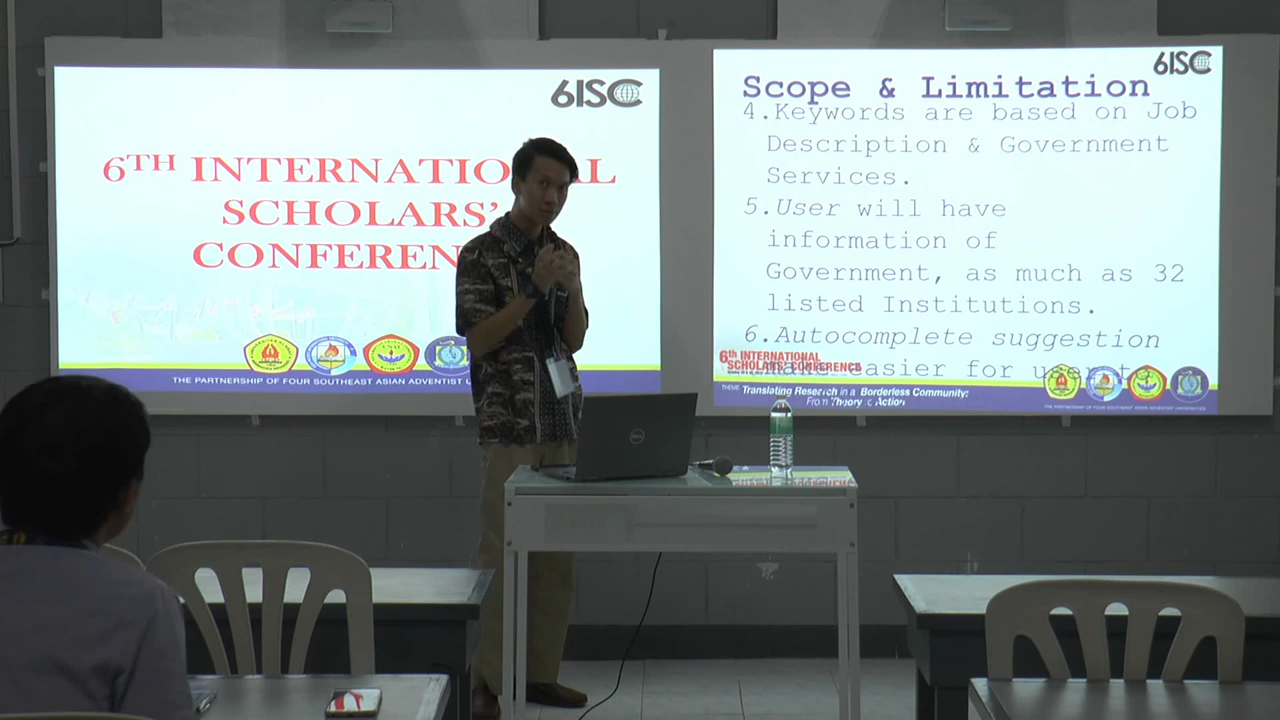 6ISC
6TH INTERNATIO AL
SCHOLARS'
CONFEREN
THE PARTNERSHIP OF FOUR SOUTHEAST ASIAN ADVENTIST U
6ISC
Scope & Limitation
4.Keywords are based on Job
Description & Government
Services.
5.User will have
information of
Government, as much as 32
listed Institutions.
6.Autocomplete suggestion
easier for user to
6th INTERNATIONAL
SCHOLARS' CONFERENCE
THEME: Translating Research in a Borderless Community:
From Theory to Action
THE PARTNERSHIP OF FOUR SOUTHEAST ASIAN ADVENTIST UNIVERSITIES
DELL